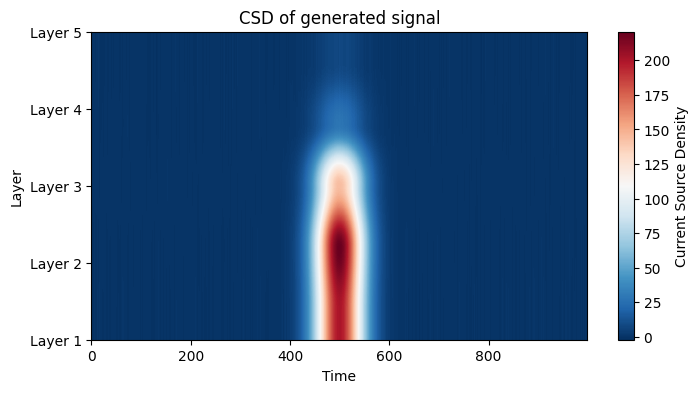 CSD of generated signal
Layer 5
Layer 4
Layer 3
Layer 2
Layer 1
Layer
0
200
400
600
800
Time
200
175
150
125
100
75
50
25
0
Current Source Density